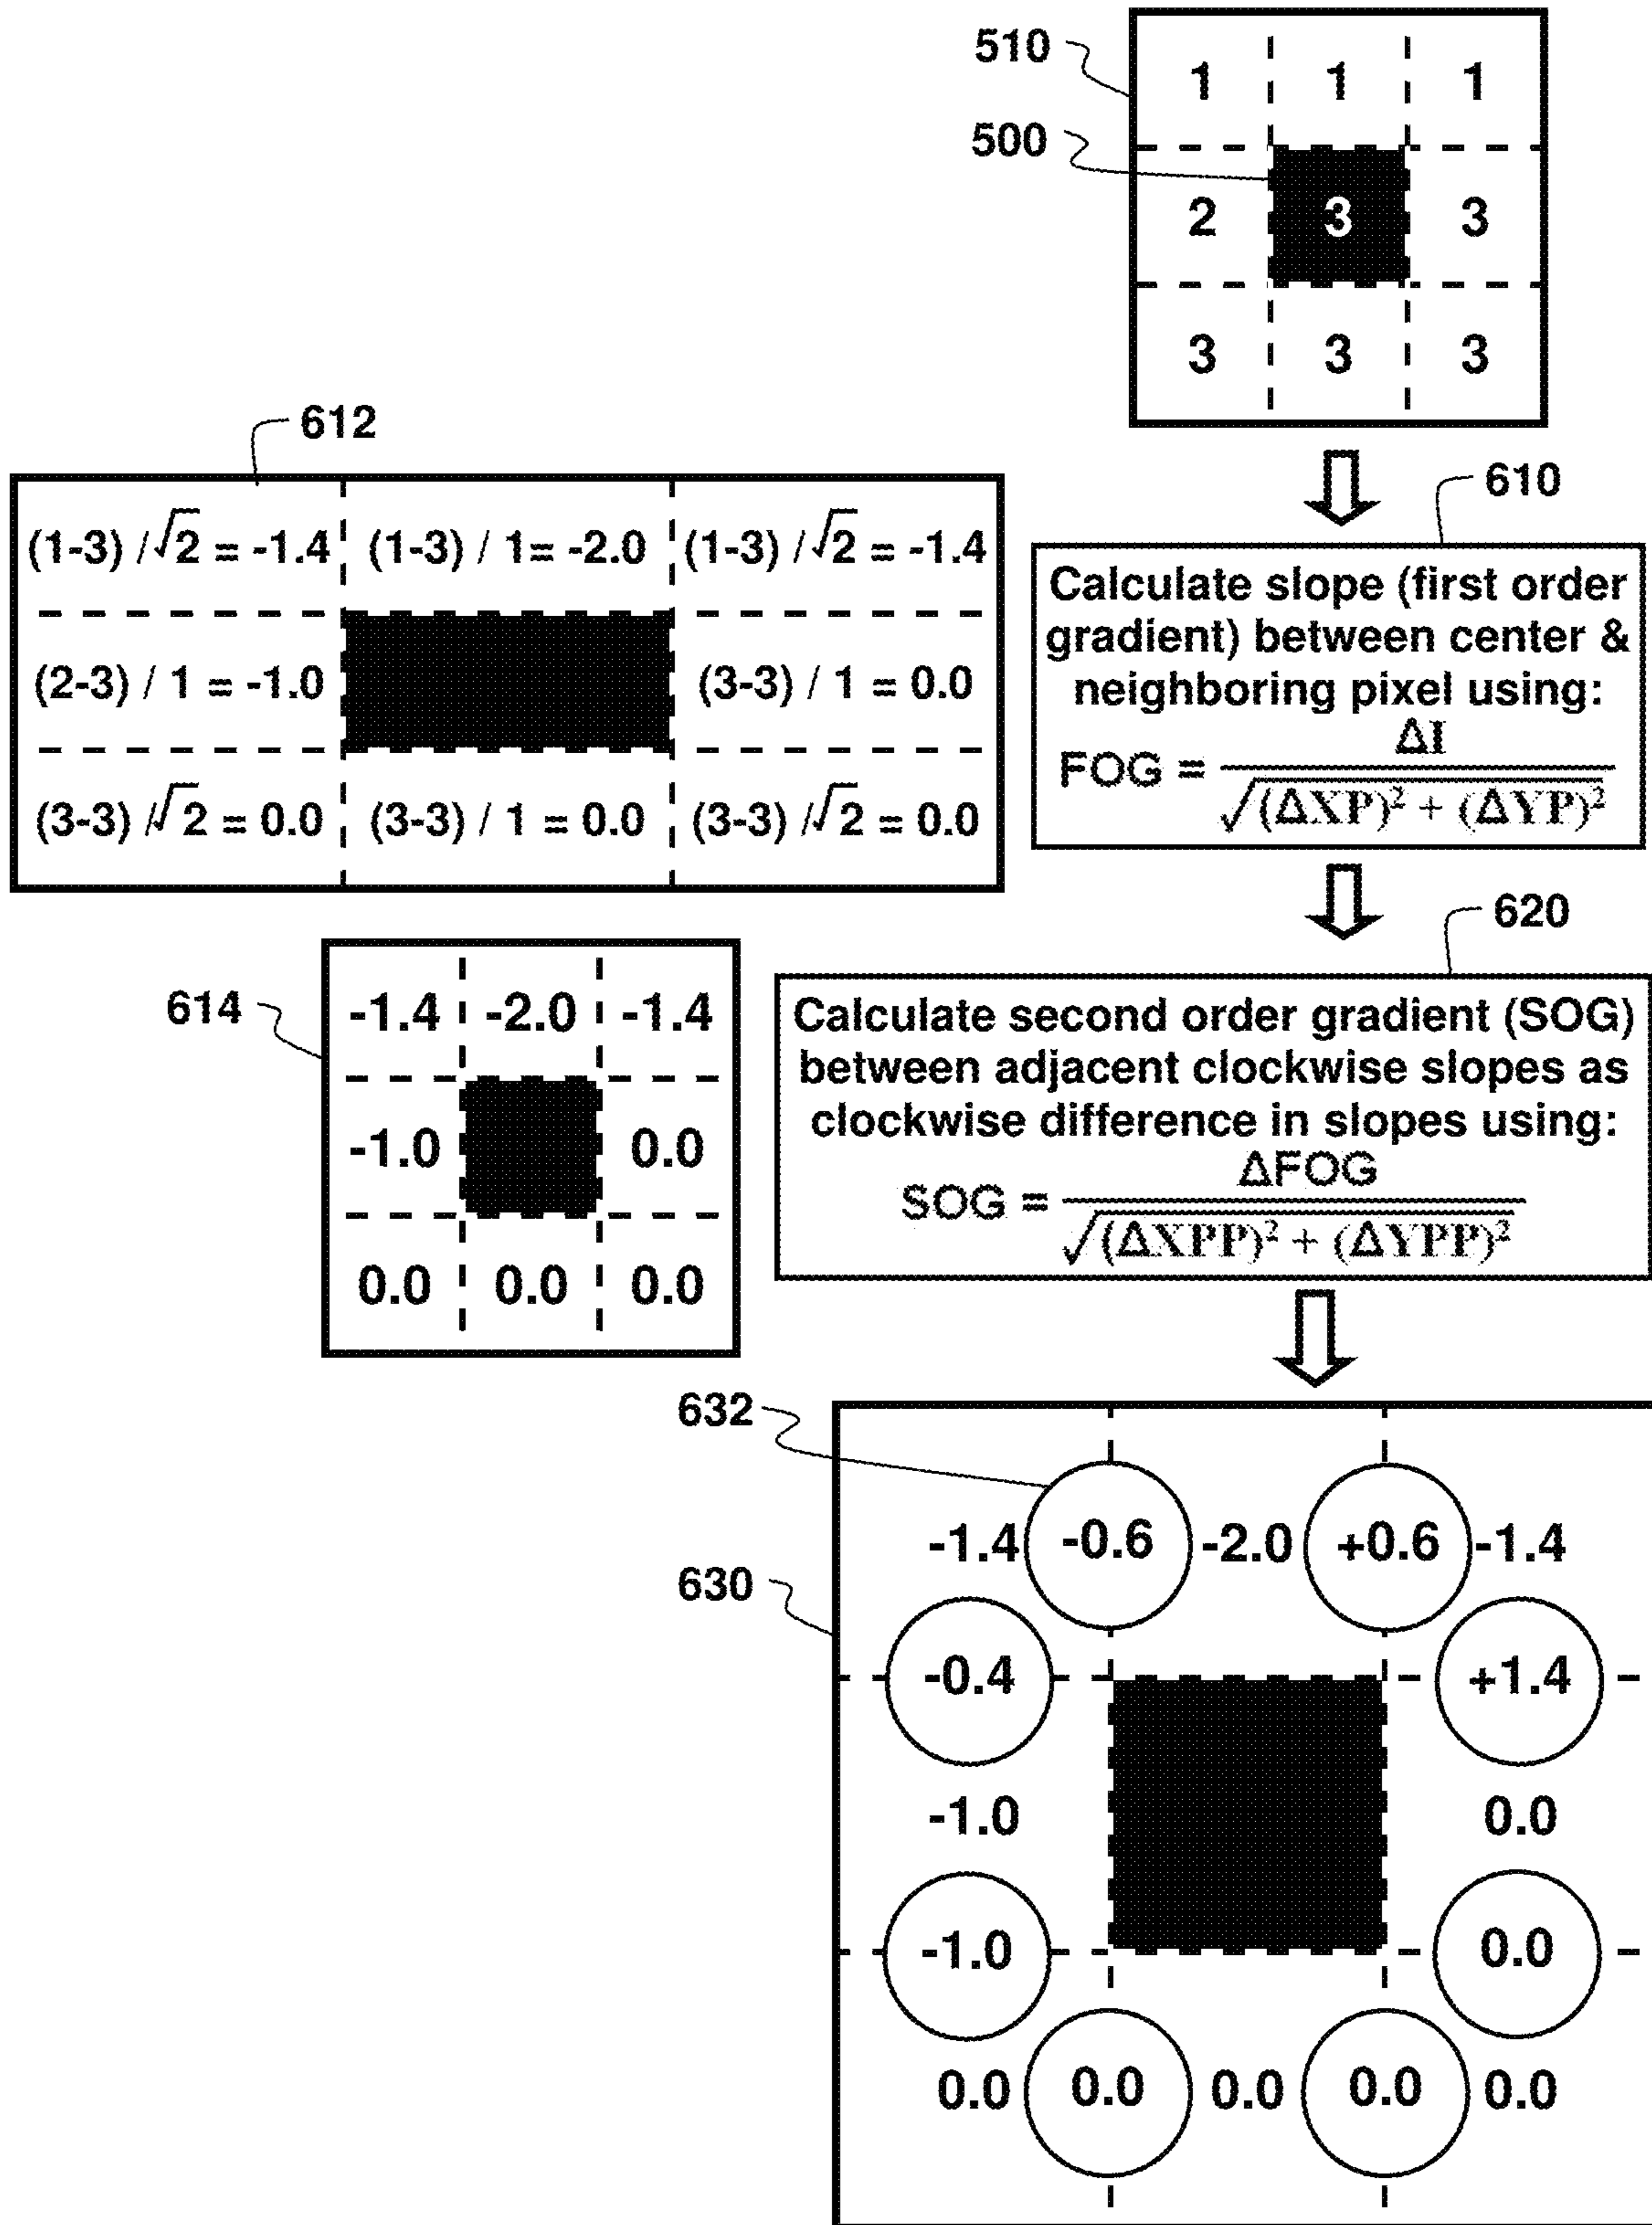 510
1 1 1
500
2 3 3
3 3 3
612
(1-3) /√2 = -1.4 (1-3) / 1= -2.0 (1-3) /√2 = -1.4
(2-3) / 1 = -1.0 (3-3) / 1 = 0.0
(3-3) /√2 = 0.0 (3-3) / 1 = 0.0 (3-3) /√2 = 0.0
610
Calculate slope (first order
gradient) between center &
neighboring pixel using:
FOG = ΔI / √(ΔXP)² + (ΔYP)²
614
-1.4 -2.0 -1.4
-1.0 0.0
0.0 0.0 0.0
620
Calculate second order gradient (SOG)
between adjacent clockwise slopes as
clockwise difference in slopes using:
SOG = ΔFOG / √(ΔXPP)² + (ΔYPP)²
632
630
-1.4 -0.6 -2.0 +0.6 -1.4
-0.4 +1.4
-1.0 0.0
-1.0 0.0
0.0 0.0 0.0 0.0 0.0